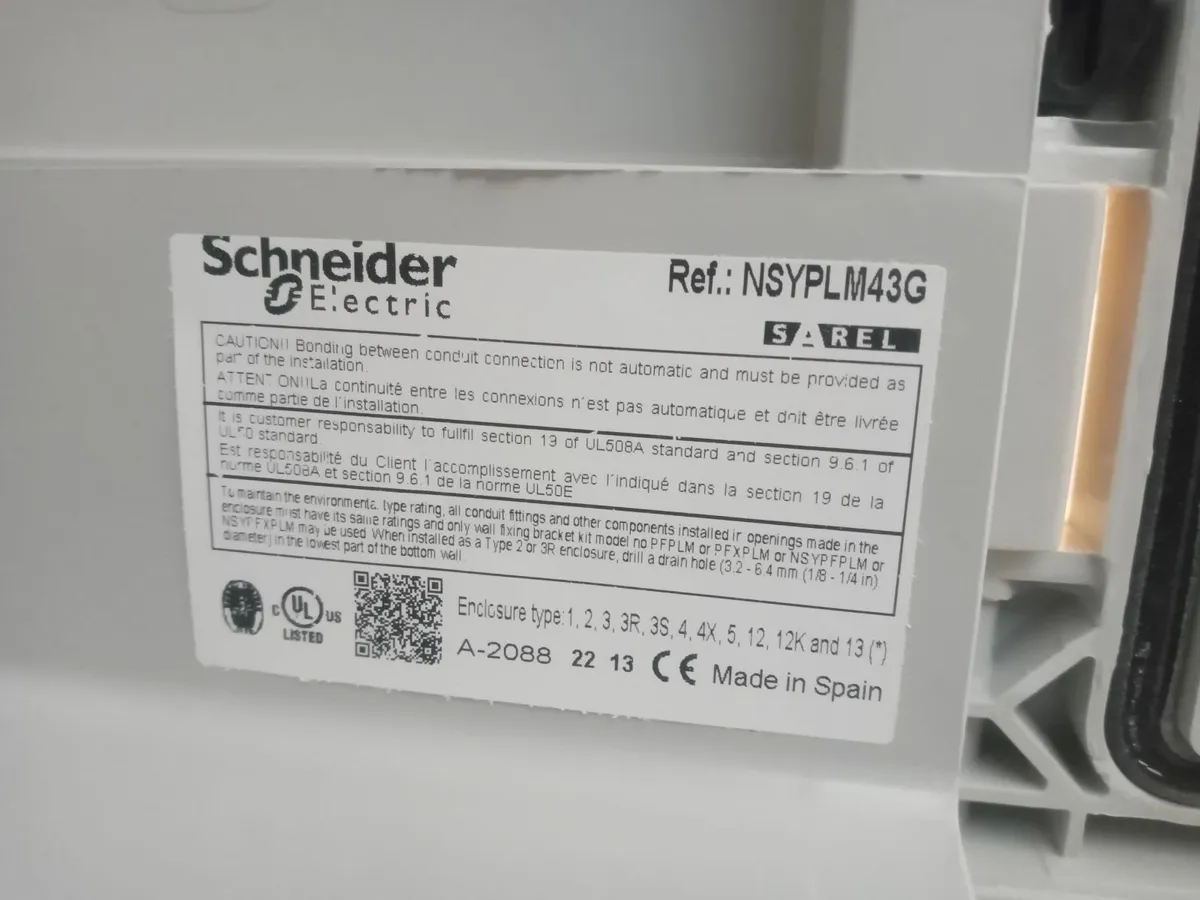 Schneider
Electric
Ref.: NSYPLM43G
SAREL
CAUTION!! Bonding between conduit connection is not automatic and must be provided as
part of the installation.
ATTENTION!!La continuité entre les connexions n'est pas automatique et doit être livrée
comme partie de l'installation.
It is customer responsability to fullfil section 19 of UL508A standard and section 9.6.1 of
UL50 standard
Est responsabilité du Client l'accomplissement avec l'indiqué dans la section 19 de la
norme UL508A et section 9.6.1 de la norme UL50E
To maintain the environmental type rating, all conduit fittings and other components installed in openings made in the
enclosure must have its same ratings and only wall fixing bracket kit model no PFPLM or PFXPLM or NSYPFPLM or
NSYPFXPLM may be used When installed as a Type 2 or 3R enclosure, drill a drain hole (3.2 - 6.4 mm (1/8 - 1/4 in)
diameter) in the lowest part of the bottom wall.
C UL US
LISTED
Enclosure type:1, 2, 3, 3R, 3S, 4, 4X, 5, 12, 12K and 13 (*)
A-2088 22 13 CE Made in Spain